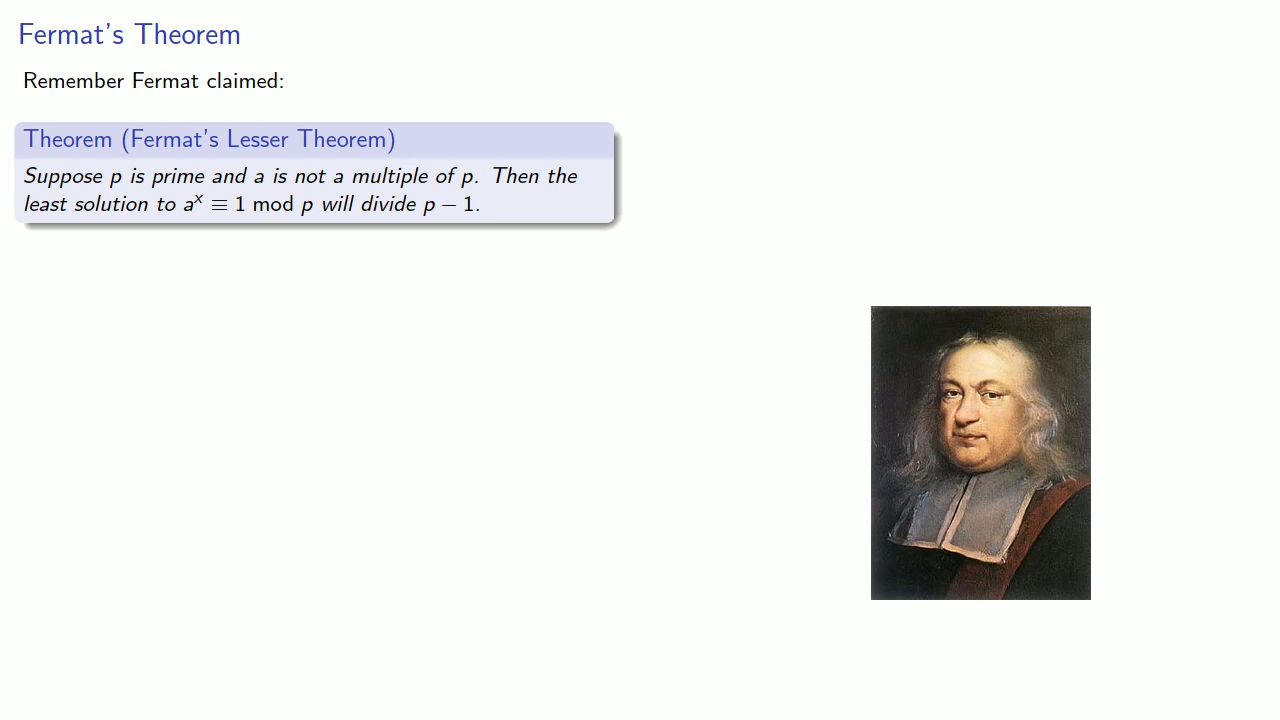 Fermat's Theorem
Remember Fermat claimed:
Theorem (Fermat's Lesser Theorem)
Suppose p is prime and a is not a multiple of p. Then the
least solution to aˣ ≡ 1 mod p will divide p − 1.